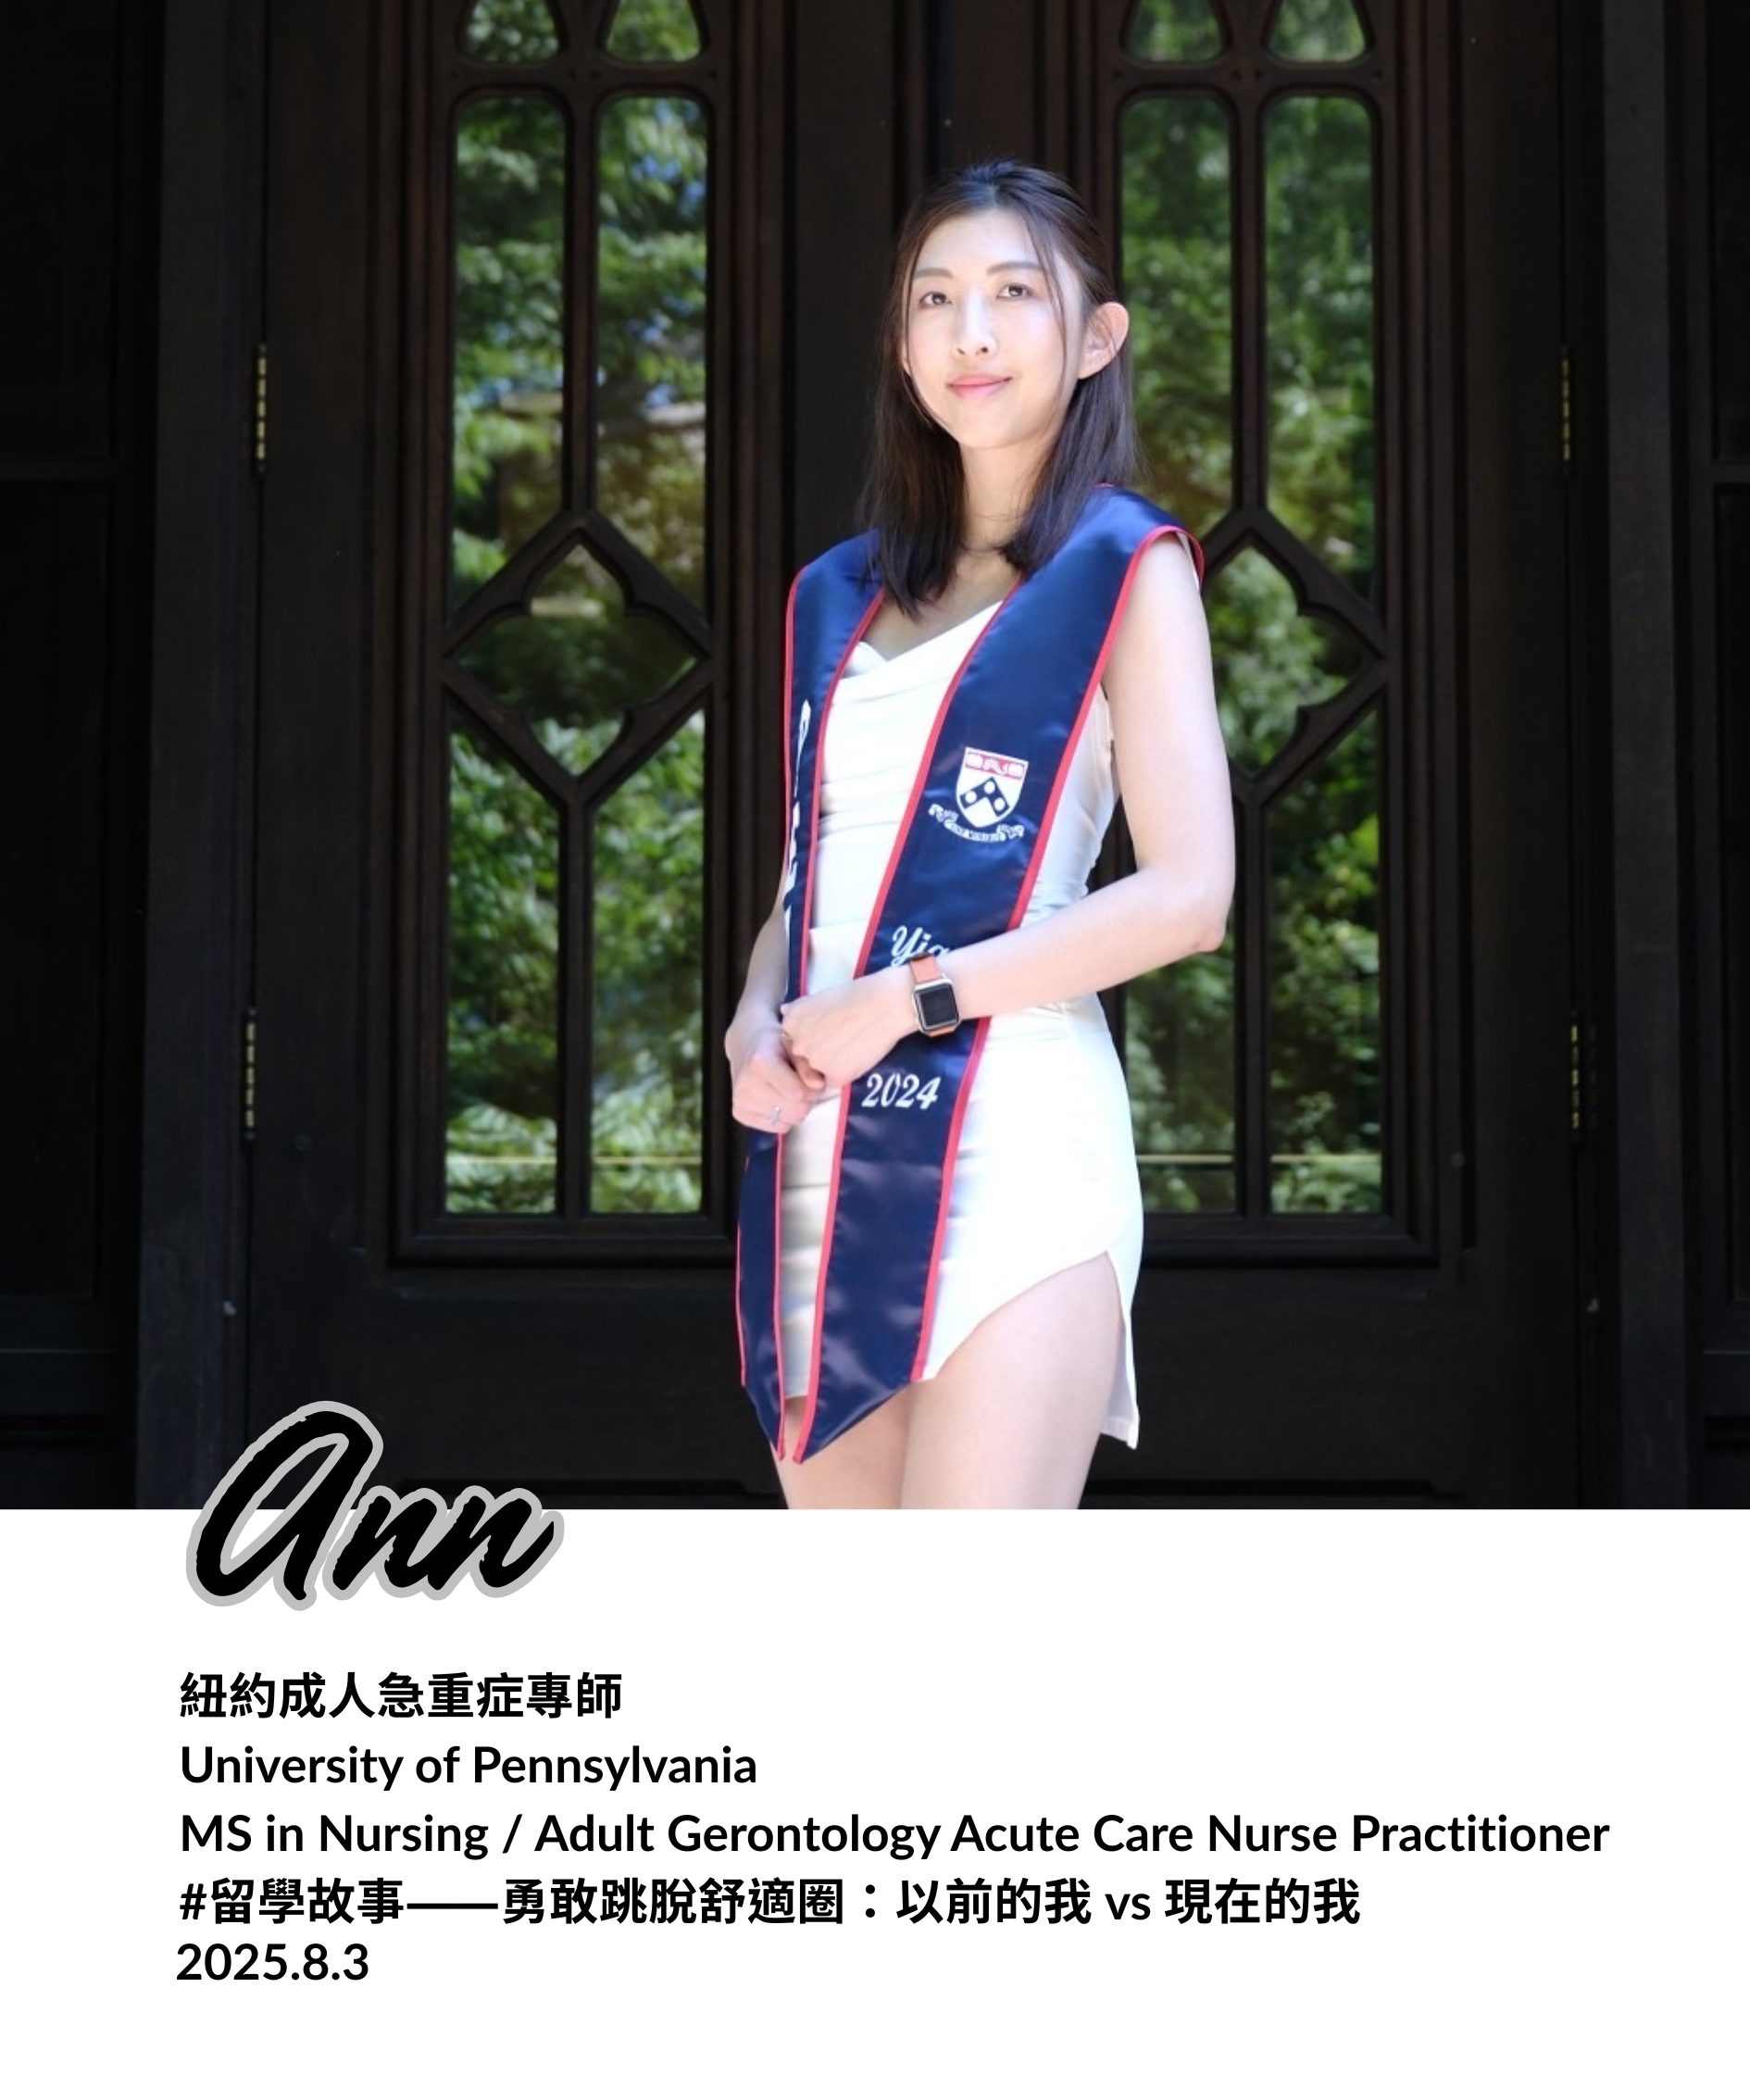 2024
Ann
紐約成人急重症專師
University of Pennsylvania
MS in Nursing / Adult Gerontology Acute Care Nurse Practitioner
#留學故事——勇敢跳脫舒適圈：以前的我 vs 現在的我
2025.8.3